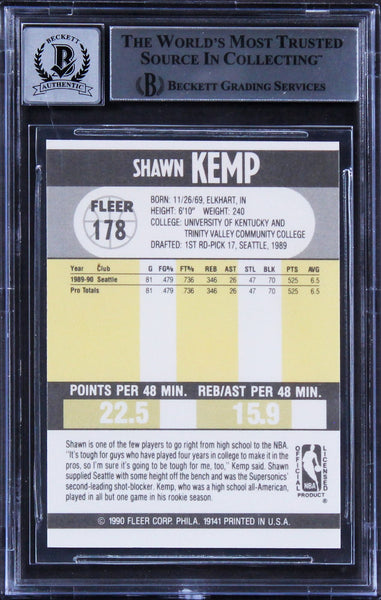 BECKETT
AUTHENTIC
THE WORLD'S MOST TRUSTED
SOURCE IN COLLECTING™
BECKETT GRADING SERVICES
SHAWN KEMP
FLEER
178
BORN: 11/26/69, ELKHART, IN
HEIGHT: 6'10" WEIGHT: 240
COLLEGE: UNIVERSITY OF KENTUCKY AND
TRINITY VALLEY COMMUNITY COLLEGE
DRAFTED: 1ST RD-PICK 17, SEATTLE, 1989
Year Club G FG% FT% REB AST STL BLK PTS AVG
1989-90 Seattle 81 .479 .736 346 26 47 70 525 6.5
Pro Totals 81 .479 .736 346 26 47 70 525 6.5
POINTS PER 48 MIN. REB/AST PER 48 MIN.
22.5 15.9
Shawn is one of the few players to go right from high school to the NBA.
"It's tough for guys who have played four years in college to make it in the
pros, so I'm sure it's going to be tough for me, too," Kemp said. Shawn
supplied Seattle with some height off the bench and was the Supersonics'
second-leading shot-blocker. Kemp, who was a high school all-American,
played in all but one game in his rookie season.
OFFICIAL LICENSED
NBA
PRODUCT
© 1990 FLEER CORP. PHILA. 19141 PRINTED IN U.S.A.